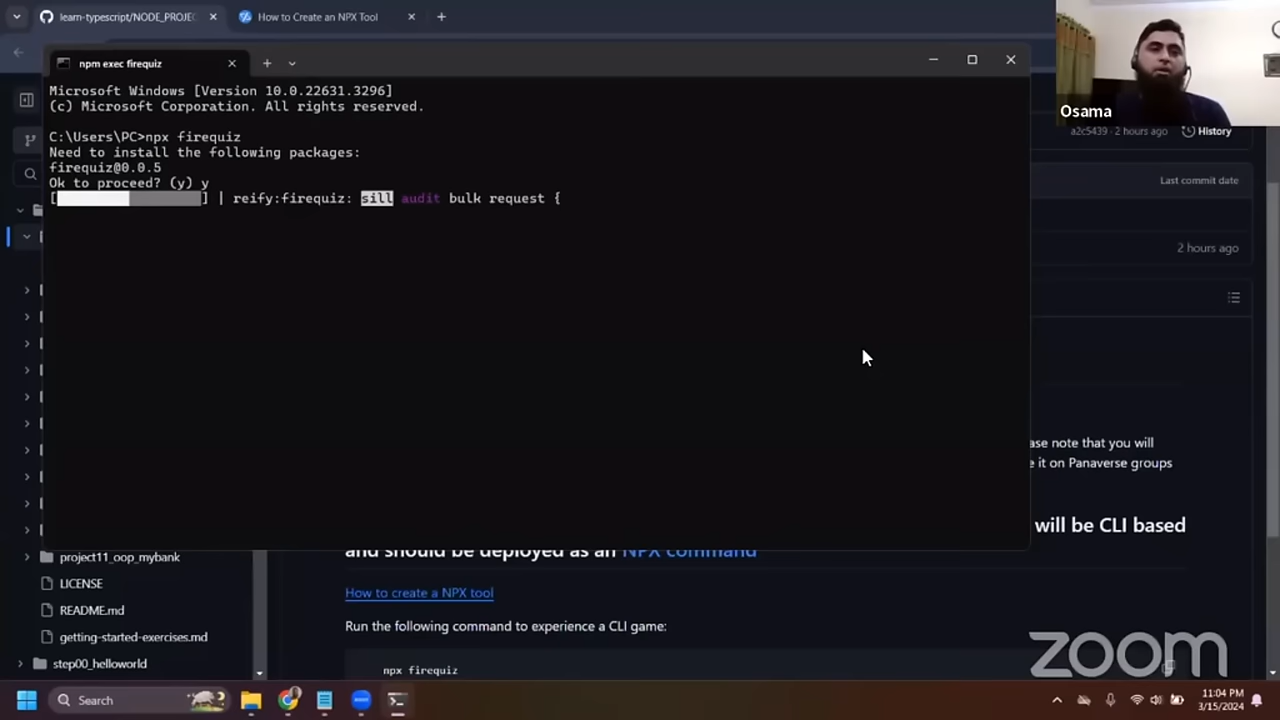 learn-typescript/NODE_PROJE
How to Create an NPX Tool
npm exec firequiz
Osama
Microsoft Windows [Version 10.0.22631.3296]
(c) Microsoft Corporation. All rights reserved.
a2c5439 · 2 hours ago
History
C:\Users\PC>npx firequiz
Need to install the following packages:
firequiz@0.0.5
Ok to proceed? (y) y
[ ] | reify:firequiz: sill audit bulk request {
Last commit date
2 hours ago
ase note that you will
e it on Panaverse groups
will be CLI based
and should be deployed as an NPX command
project11_oop_mybank
LICENSE
README.md
getting-started-exercises.md
step00_helloworld
How to create a NPX tool
Run the following command to experience a CLI game:
npx firequiz
zoom
Search
11:04 PM
3/15/2024